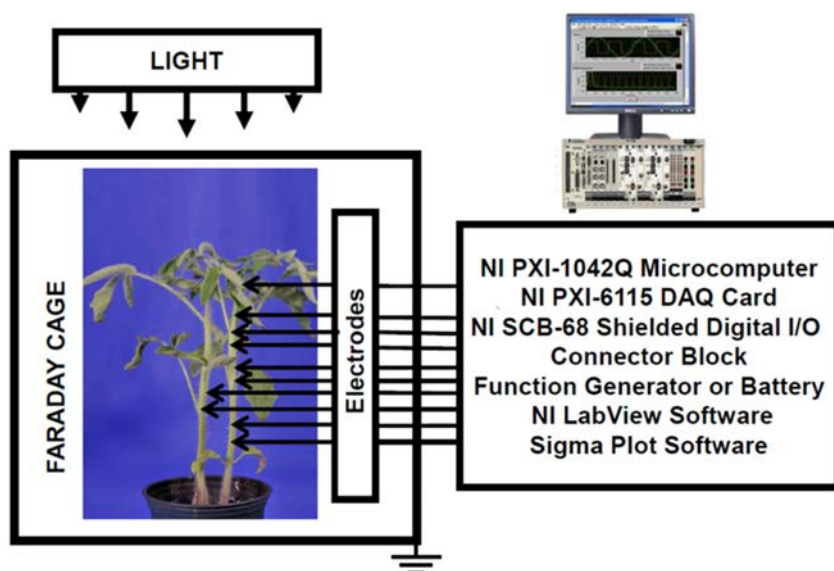 LIGHT
FARADAY CAGE
Electrodes
NI PXI-1042Q Microcomputer
NI PXI-6115 DAQ Card
NI SCB-68 Shielded Digital I/O
Connector Block
Function Generator or Battery
NI LabView Software
Sigma Plot Software